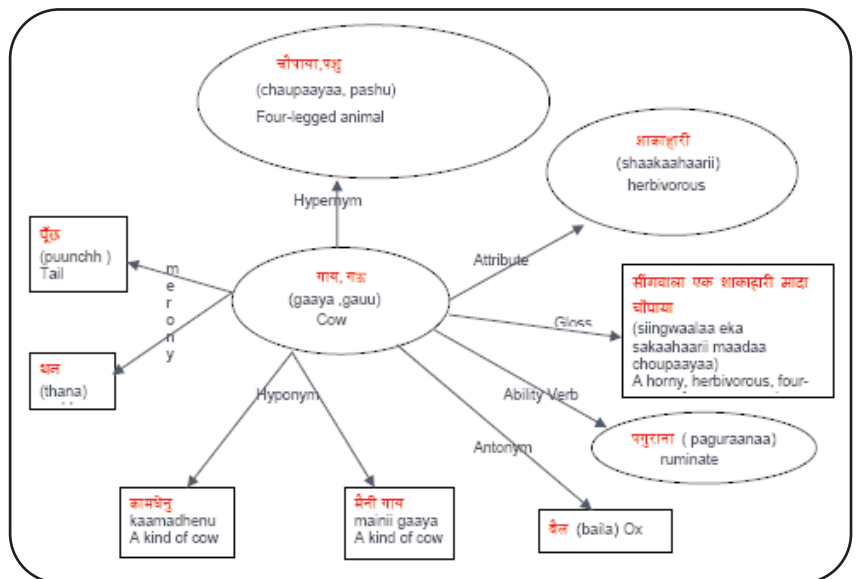 चौपाया,पशु
(chaupaayaa, pashu)
Four-legged animal
शाकाहारी
(shaakaahaarii)
herbivorous
Hypernym
पूँछ
(puunchh )
Tail
merony
Attribute
गाय, गऊ
(gaaya ,gauu)
Cow
सींगवाला एक शाकाहारी मादा
चौपाया
(siingwaalaa eka
sakaahaarii maadaa
choupaayaa)
A horny, herbivorous, four-
Gloss
थन
(thana)
Hyponym
Ability Verb
Antonym
पगुराना ( paguraanaa)
ruminate
कामधेनु
kaamadhenu
A kind of cow
मैनी गाय
mainii gaaya
A kind of cow
बैल (baila) Ox